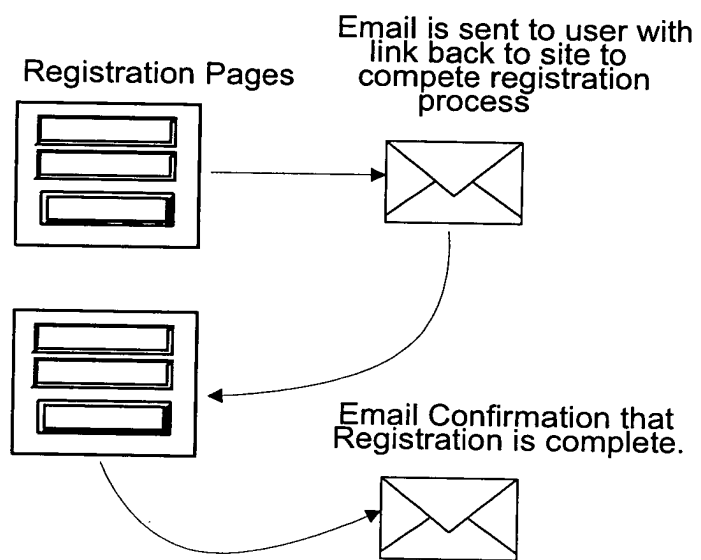 Email is sent to user with
link back to site to
compete registration
process
Registration Pages
Email Confirmation that
Registration is complete.